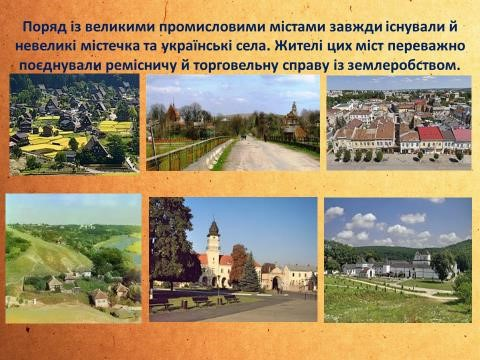 Поряд із великими промисловими містами завжди існували й
невеликі містечка та українські села. Жителі цих міст переважно
поєднували ремісничу й торговельну справу із землеробством.